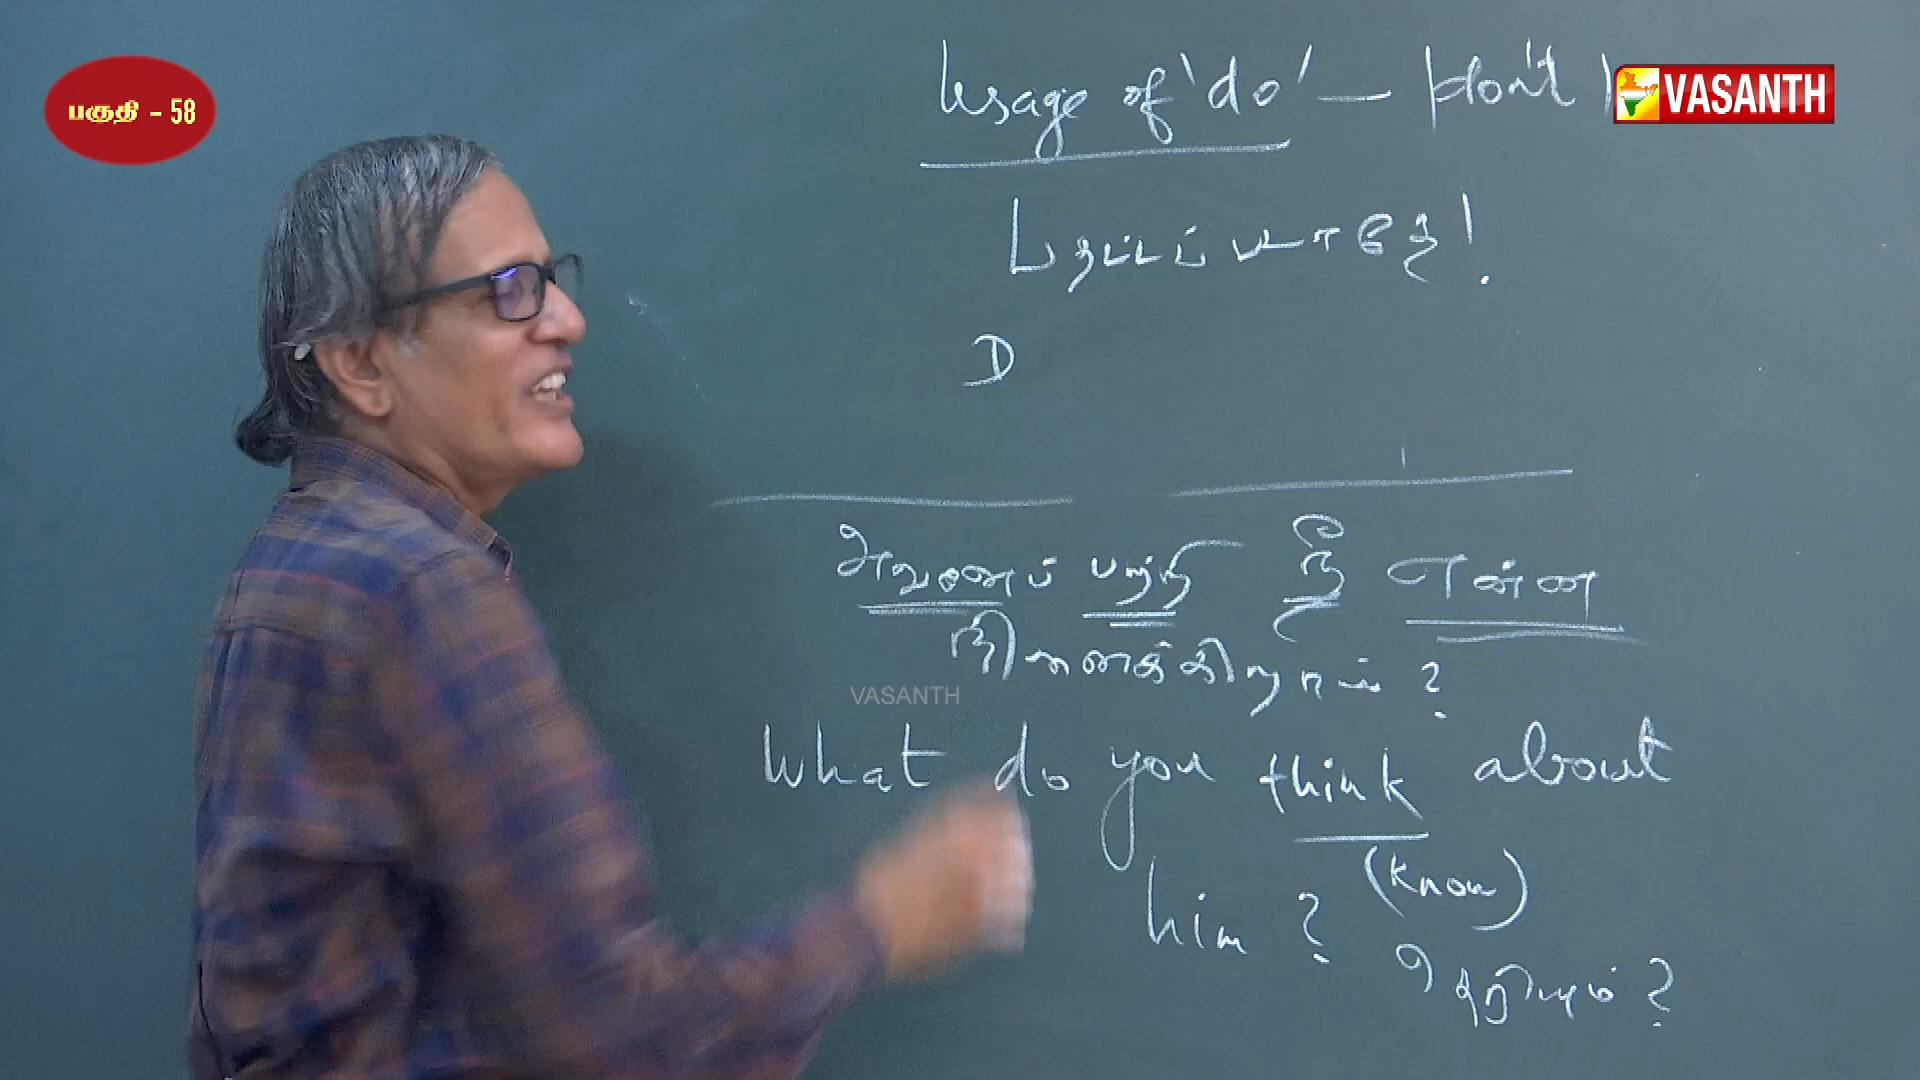 பகுதி - 58
Usage of 'do' — don't
VASANTH
பதட்டப்படாதே!
D
அவனைப் பற்றி நீ என்ன
நினைக்கிறாய் ?
VASANTH
What do you think about
(know)
him ?
தெரியும் ?